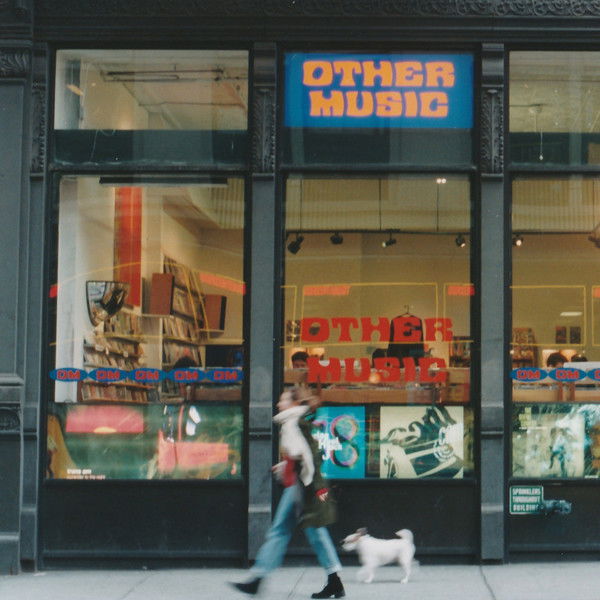 OTHER
MUSIC
OTHER
MUSIC
OM OM OM OM OM
OM OM OM
SPRINKLERS
THROUGHOUT
BUILDING